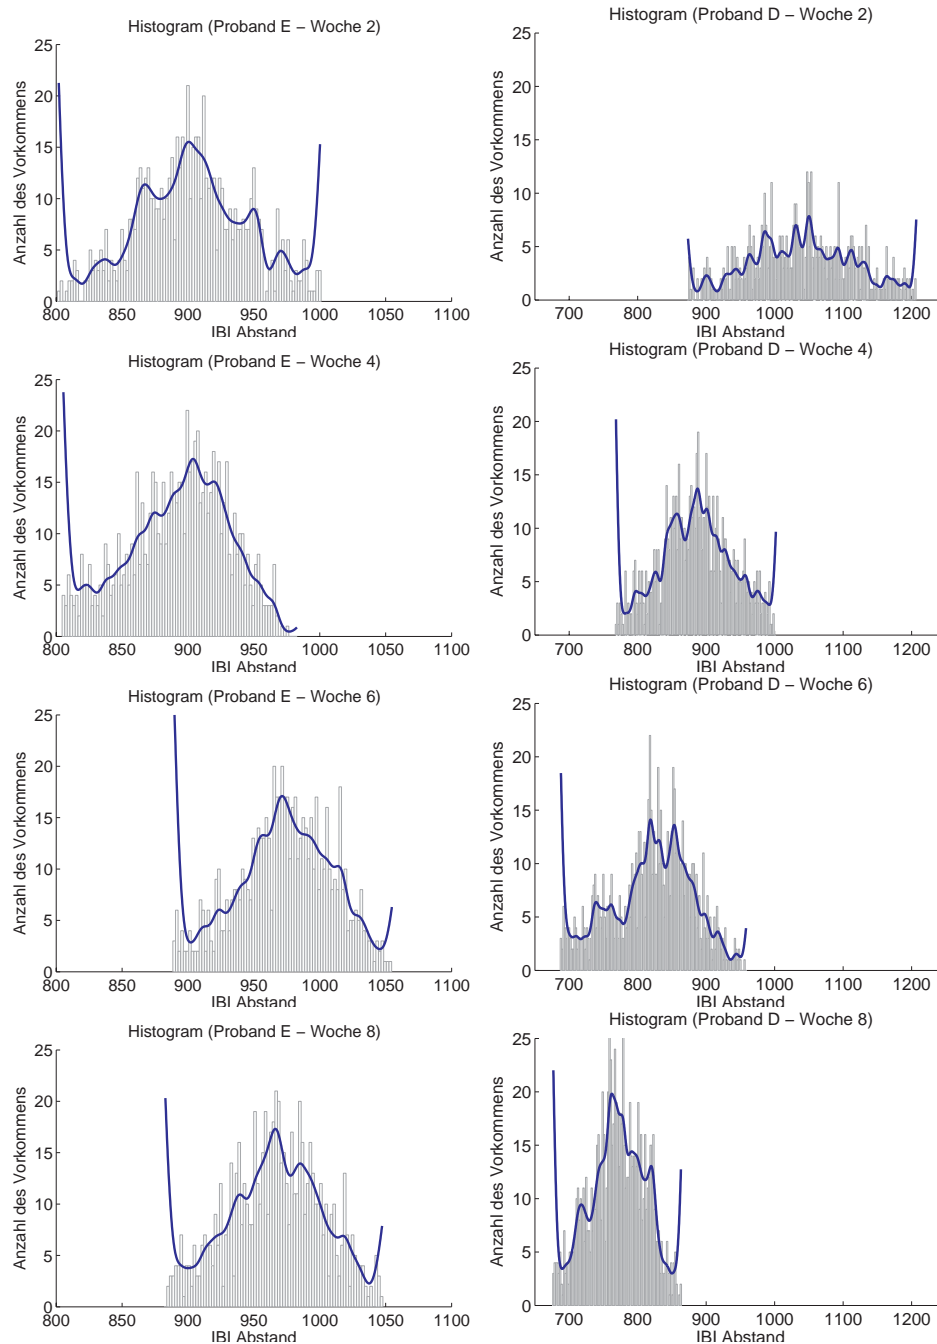 Histogram (Proband E – Woche 2)
Anzahl des Vorkommens
25
20
15
10
5
0
800 850 900 950 1000 1050 1100
IBI Abstand
Histogram (Proband D – Woche 2)
Anzahl des Vorkommens
25
20
15
10
5
0
700 800 900 1000 1100 1200
IBI Abstand
Histogram (Proband E – Woche 4)
Anzahl des Vorkommens
25
20
15
10
5
0
800 850 900 950 1000 1050 1100
IBI Abstand
Histogram (Proband D – Woche 4)
Anzahl des Vorkommens
25
20
15
10
5
0
700 800 900 1000 1100 1200
IBI Abstand
Histogram (Proband E – Woche 6)
Anzahl des Vorkommens
25
20
15
10
5
0
800 850 900 950 1000 1050 1100
IBI Abstand
Histogram (Proband D – Woche 6)
Anzahl des Vorkommens
25
20
15
10
5
0
700 800 900 1000 1100 1200
IBI Abstand
Histogram (Proband E – Woche 8)
Anzahl des Vorkommens
25
20
15
10
5
0
800 850 900 950 1000 1050 1100
IBI Abstand
Histogram (Proband D – Woche 8)
Anzahl des Vorkommens
25
20
15
10
5
0
700 800 900 1000 1100 1200
IBI Abstand